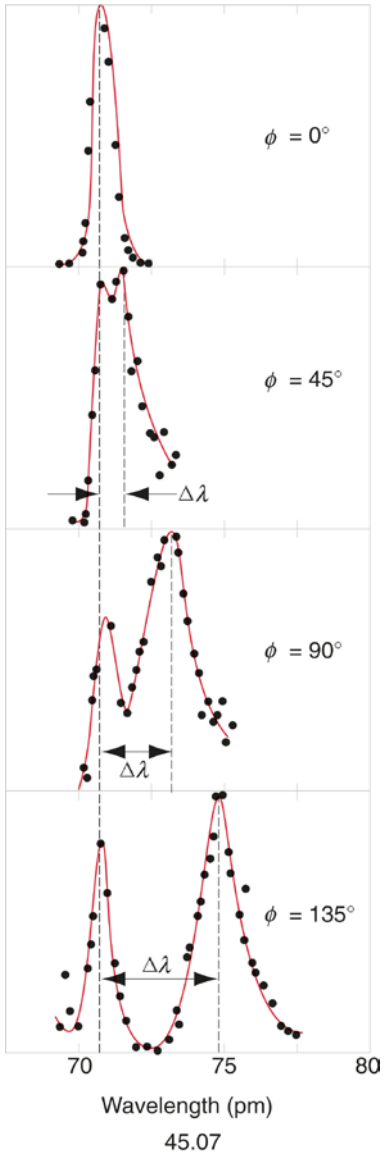 ϕ = 0°
ϕ = 45°
Δλ
ϕ = 90°
Δλ
ϕ = 135°
Δλ
70 75 80
Wavelength (pm)
45.07